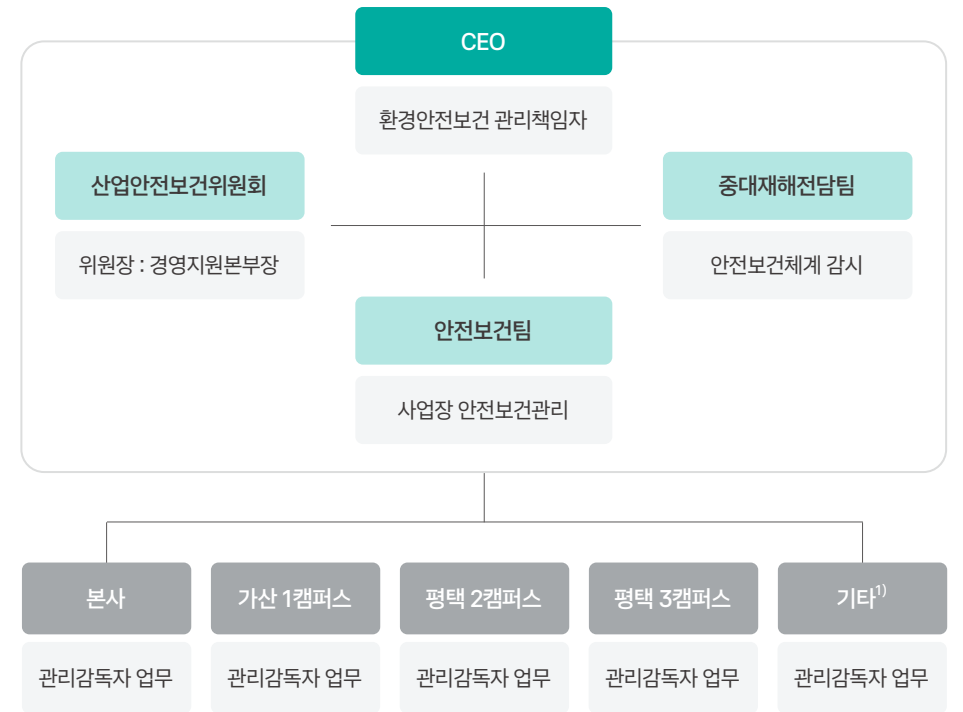 CEO
환경안전보건 관리책임자
산업안전보건위원회
위원장 : 경영지원본부장
중대재해전담팀
안전보건체계 감시
안전보건팀
사업장 안전보건관리
본사
가산 1캠퍼스
평택 2캠퍼스
평택 3캠퍼스
기타1)
관리감독자 업무
관리감독자 업무
관리감독자 업무
관리감독자 업무
관리감독자 업무